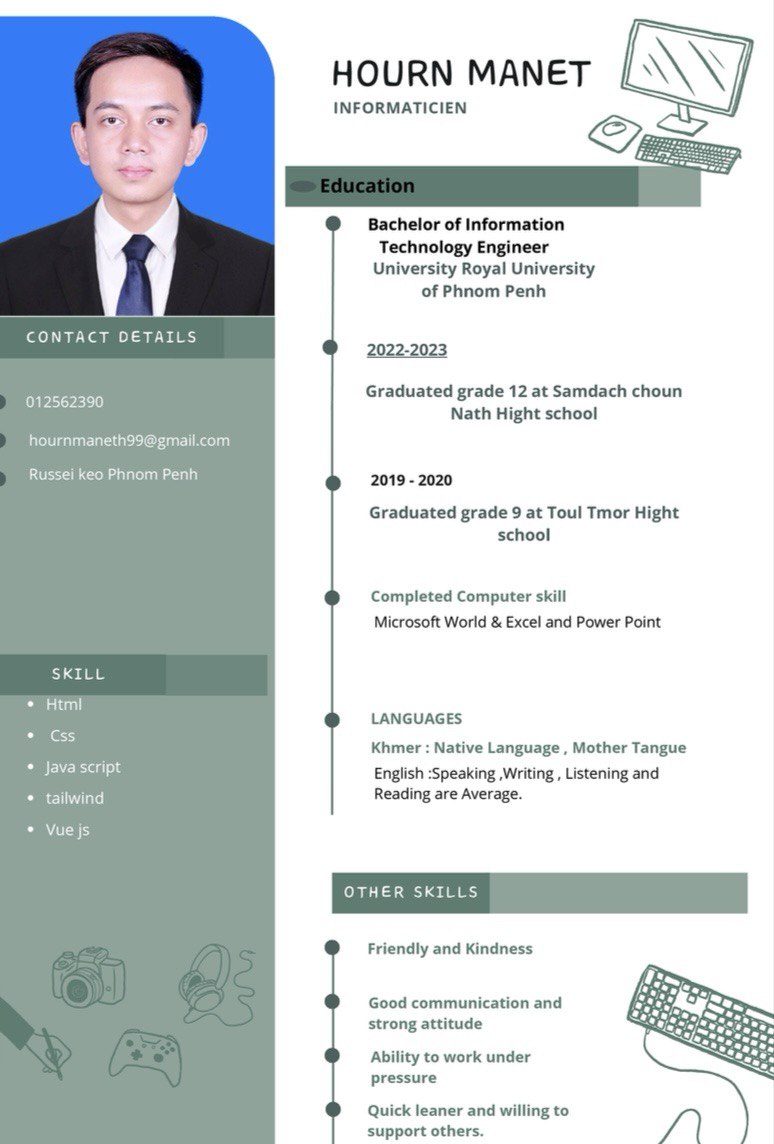 HOURN MANET
INFORMATICIEN
CONTACT DETAILS
012562390
hournmaneth99@gmail.com
Russei keo Phnom Penh
SKILL
Html
Css
Java script
tailwind
Vue js
Education
Bachelor of Information
Technology Engineer
University Royal University
of Phnom Penh
2022-2023
Graduated grade 12 at Samdach choun
Nath Hight school
2019 - 2020
Graduated grade 9 at Toul Tmor Hight
school
Completed Computer skill
Microsoft World & Excel and Power Point
LANGUAGES
Khmer : Native Language , Mother Tangue
English :Speaking ,Writing , Listening and
Reading are Average.
OTHER SKILLS
Friendly and Kindness
Good communication and
strong attitude
Ability to work under
pressure
Quick leaner and willing to
support others.